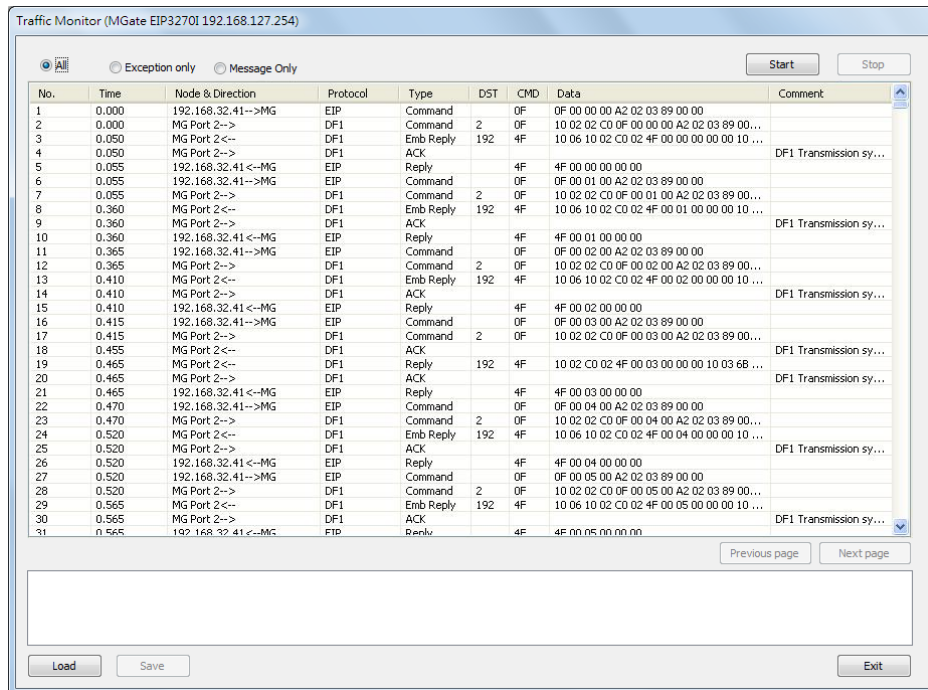 Traffic Monitor (MGate EIP3270I 192.168.127.254)
All Exception only Message Only Start Stop
No. Time Node & Direction Protocol Type DST CMD Data Comment
1 0.000 192.168.32.41-->MG EIP Command 0F 0F 00 00 00 A2 02 03 89 00 00
2 0.000 MG Port 2--> DF1 Command 2 0F 10 02 02 C0 0F 00 00 00 A2 02 03 89 00...
3 0.050 MG Port 2<-- DF1 Emb Reply 192 4F 10 06 10 02 C0 02 4F 00 00 00 00 00 10 ...
4 0.050 MG Port 2--> DF1 ACK DF1 Transmission sy...
5 0.055 192.168.32.41<--MG EIP Reply 4F 4F 00 00 00 00 00
6 0.055 192.168.32.41-->MG EIP Command 0F 0F 00 01 00 A2 02 03 89 00 00
7 0.055 MG Port 2--> DF1 Command 2 0F 10 02 02 C0 0F 00 01 00 A2 02 03 89 00...
8 0.360 MG Port 2<-- DF1 Emb Reply 192 4F 10 06 10 02 C0 02 4F 00 01 00 00 00 10 ...
9 0.360 MG Port 2--> DF1 ACK DF1 Transmission sy...
10 0.360 192.168.32.41<--MG EIP Reply 4F 4F 00 01 00 00 00
11 0.365 192.168.32.41-->MG EIP Command 0F 0F 00 02 00 A2 02 03 89 00 00
12 0.365 MG Port 2--> DF1 Command 2 0F 10 02 02 C0 0F 00 02 00 A2 02 03 89 00...
13 0.410 MG Port 2<-- DF1 Emb Reply 192 4F 10 06 10 02 C0 02 4F 00 02 00 00 00 10 ...
14 0.410 MG Port 2--> DF1 ACK DF1 Transmission sy...
15 0.410 192.168.32.41<--MG EIP Reply 4F 4F 00 02 00 00 00
16 0.415 192.168.32.41-->MG EIP Command 0F 0F 00 03 00 A2 02 03 89 00 00
17 0.415 MG Port 2--> DF1 Command 2 0F 10 02 02 C0 0F 00 03 00 A2 02 03 89 00...
18 0.455 MG Port 2<-- DF1 ACK DF1 Transmission sy...
19 0.465 MG Port 2<-- DF1 Reply 192 4F 10 02 C0 02 4F 00 03 00 00 00 10 03 6B ...
20 0.465 MG Port 2--> DF1 ACK DF1 Transmission sy...
21 0.465 192.168.32.41<--MG EIP Reply 4F 4F 00 03 00 00 00
22 0.470 192.168.32.41-->MG EIP Command 0F 0F 00 04 00 A2 02 03 89 00 00
23 0.470 MG Port 2--> DF1 Command 2 0F 10 02 02 C0 0F 00 04 00 A2 02 03 89 00...
24 0.520 MG Port 2<-- DF1 Emb Reply 192 4F 10 06 10 02 C0 02 4F 00 04 00 00 00 10 ...
25 0.520 MG Port 2--> DF1 ACK DF1 Transmission sy...
26 0.520 192.168.32.41<--MG EIP Reply 4F 4F 00 04 00 00 00
27 0.520 192.168.32.41-->MG EIP Command 0F 0F 00 05 00 A2 02 03 89 00 00
28 0.520 MG Port 2--> DF1 Command 2 0F 10 02 02 C0 0F 00 05 00 A2 02 03 89 00...
29 0.565 MG Port 2<-- DF1 Emb Reply 192 4F 10 06 10 02 C0 02 4F 00 05 00 00 00 10 ...
30 0.565 MG Port 2--> DF1 ACK DF1 Transmission sy...
31 0.565 192.168.32.41<--MG EIP Reply 4F 4F 00 05 00 00 00
Previous page Next page
Load Save Exit